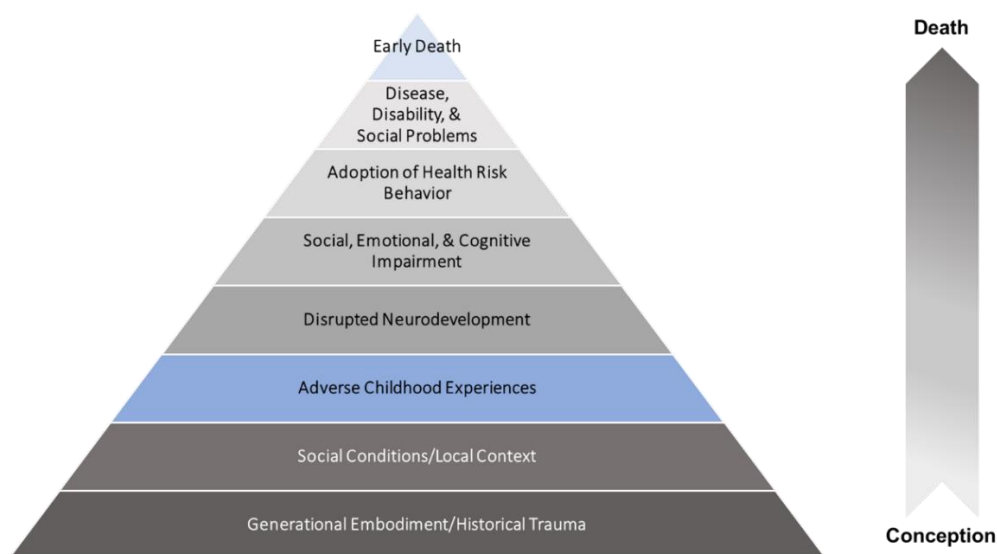 Early Death
Disease,
Disability, &
Social Problems
Adoption of Health Risk
Behavior
Social, Emotional, & Cognitive
Impairment
Disrupted Neurodevelopment
Adverse Childhood Experiences
Social Conditions/Local Context
Generational Embodiment/Historical Trauma
Death
Conception